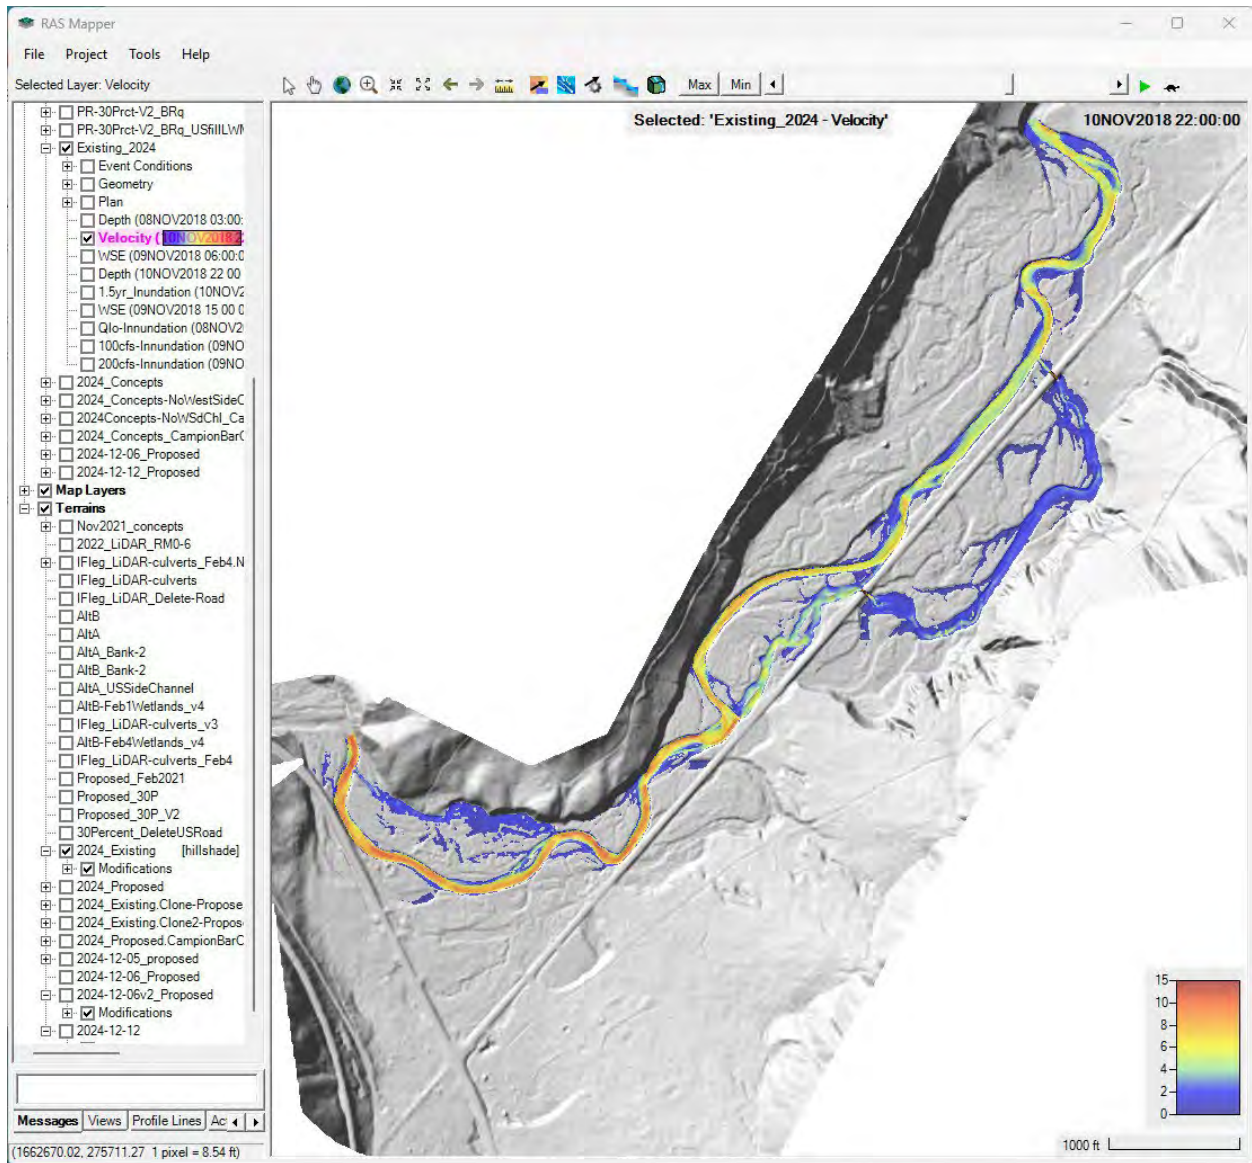 RAS Mapper
File Project Tools Help
Selected Layer: Velocity
Max Min
PR-30Prct-V2_BRq
PR-30Prct-V2_BRq_USfillLWM
Existing_2024
Event Conditions
Geometry
Plan
Depth (08NOV2018 03:00:
Velocity (10NOV2018 2
WSE (09NOV2018 06:00:0
Depth (10NOV2018 22 00
1.5yr_Inundation (10NOV2
WSE (09NOV2018 15 00 0
Qlo-Innundation (08NOV2
100cfs-Innundation (09NO
200cfs-Innundation (09NO
2024_Concepts
2024_Concepts-NoWestSideC
2024Concepts-NoWSdChl_Ca
2024_Concepts_CampionBarC
2024-12-06_Proposed
2024-12-12_Proposed
Map Layers
Terrains
Nov2021_concepts
2022_LiDAR_RM0-6
IFleg_LiDAR-culverts_Feb4.N
IFleg_LiDAR-culverts
IFleg_LiDAR_Delete-Road
AltB
AltA
AltA_Bank-2
AltB_Bank-2
AltA_USSideChannel
AltB-Feb1Wetlands_v4
IFleg_LiDAR-culverts_v3
AltB-Feb4Wetlands_v4
IFleg_LiDAR-culverts_Feb4
Proposed_Feb2021
Proposed_30P
Proposed_30P_V2
30Percent_DeleteUSRoad
2024_Existing [hillshade]
Modifications
2024_Proposed
2024_Existing.Clone-Propose
2024_Existing.Clone2-Propos
2024_Proposed.CampionBarC
2024-12-05_proposed
2024-12-06_Proposed
2024-12-06v2_Proposed
Modifications
2024-12-12
Messages Views Profile Lines Ac
(1662670.02, 275711.27 1 pixel = 8.54 ft)
Selected: 'Existing_2024 - Velocity'
10NOV2018 22:00:00
15
10
8
6
4
2
0
1000 ft